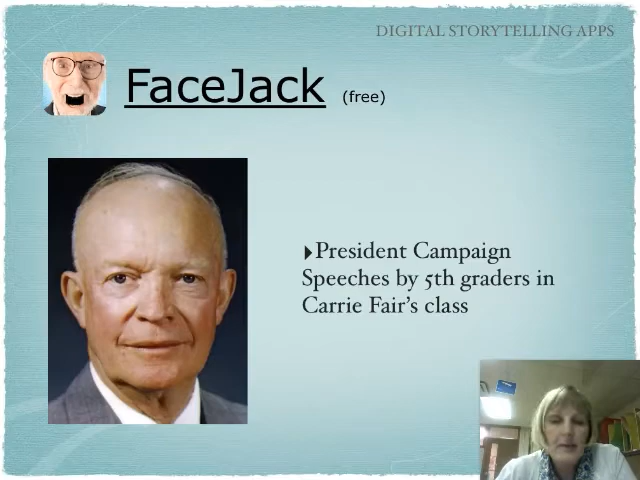 DIGITAL STORYTELLING APPS
FaceJack (free)
‣President Campaign
Speeches by 5th graders in
Carrie Fair's class